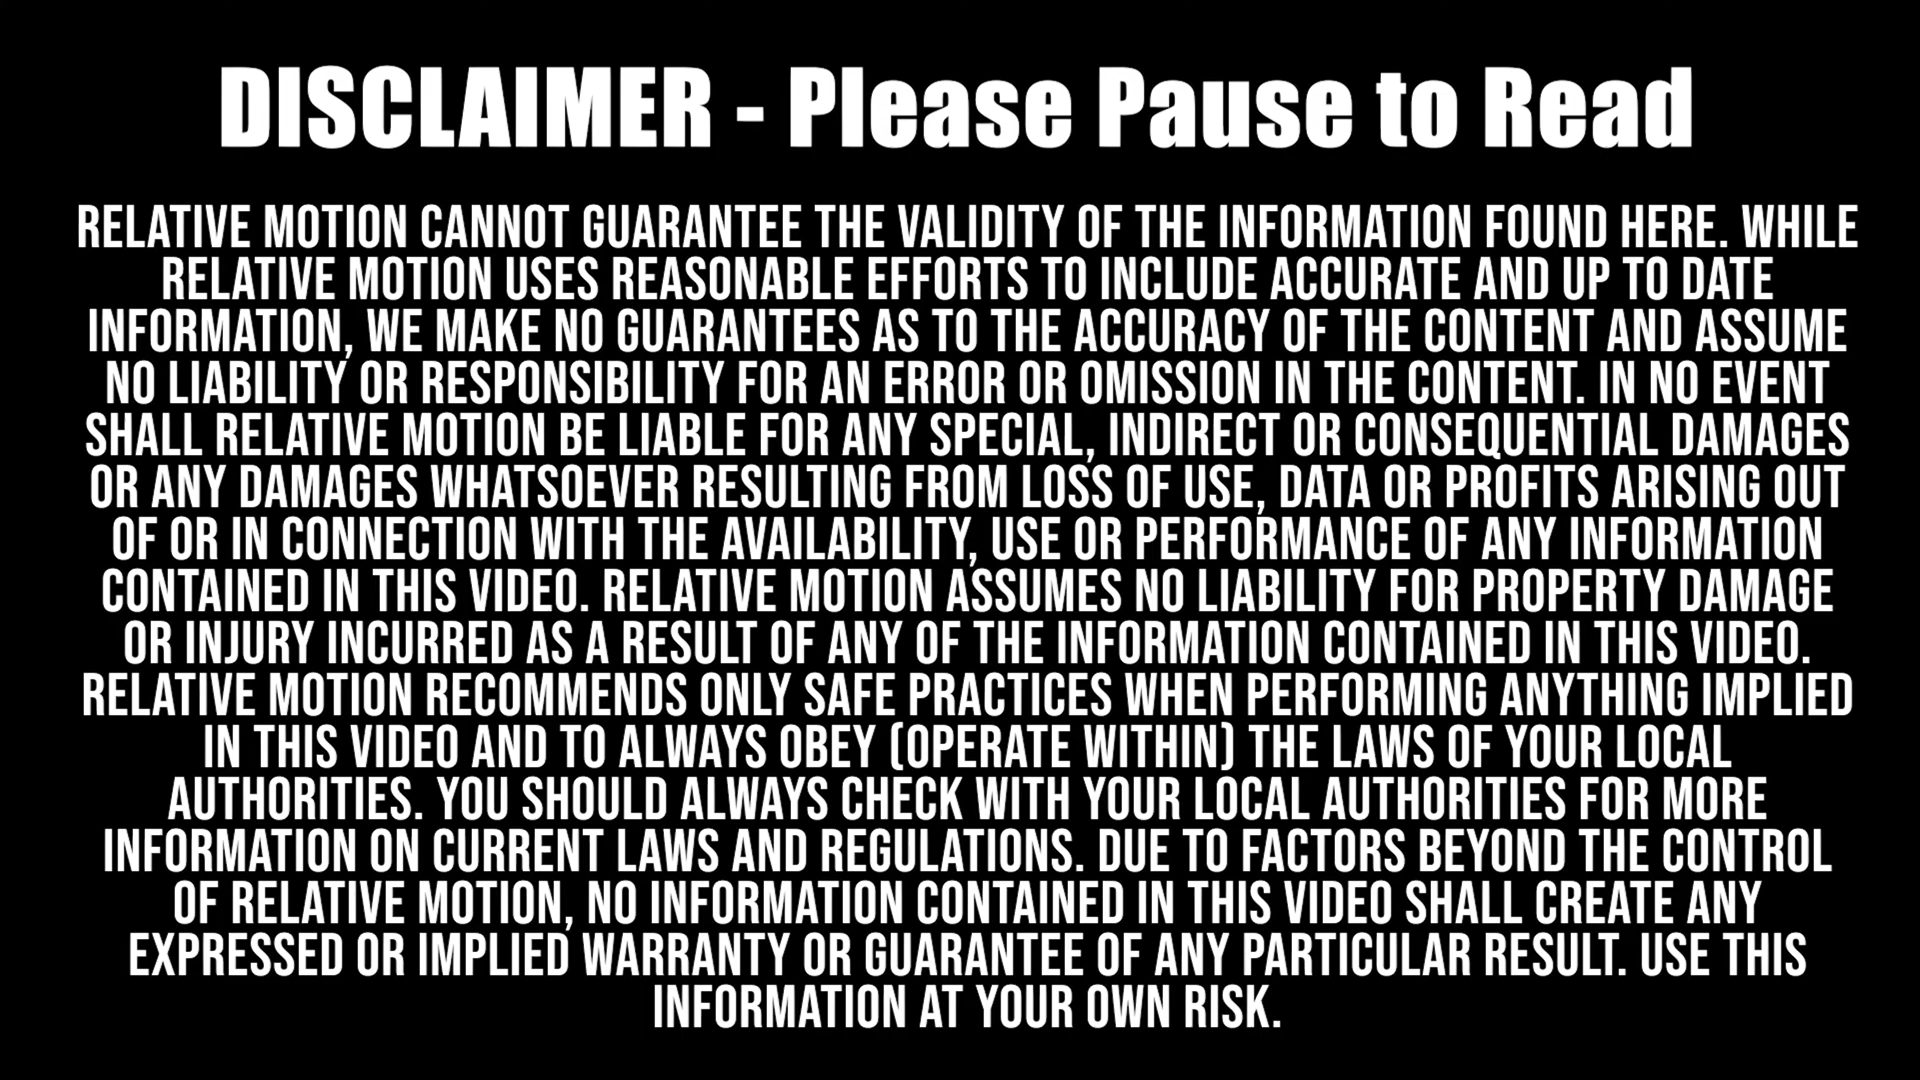 DISCLAIMER - Please Pause to Read
RELATIVE MOTION CANNOT GUARANTEE THE VALIDITY OF THE INFORMATION FOUND HERE. WHILE
RELATIVE MOTION USES REASONABLE EFFORTS TO INCLUDE ACCURATE AND UP TO DATE
INFORMATION, WE MAKE NO GUARANTEES AS TO THE ACCURACY OF THE CONTENT AND ASSUME
NO LIABILITY OR RESPONSIBILITY FOR AN ERROR OR OMISSION IN THE CONTENT. IN NO EVENT
SHALL RELATIVE MOTION BE LIABLE FOR ANY SPECIAL, INDIRECT OR CONSEQUENTIAL DAMAGES
OR ANY DAMAGES WHATSOEVER RESULTING FROM LOSS OF USE, DATA OR PROFITS ARISING OUT
OF OR IN CONNECTION WITH THE AVAILABILITY, USE OR PERFORMANCE OF ANY INFORMATION
CONTAINED IN THIS VIDEO. RELATIVE MOTION ASSUMES NO LIABILITY FOR PROPERTY DAMAGE
OR INJURY INCURRED AS A RESULT OF ANY OF THE INFORMATION CONTAINED IN THIS VIDEO.
RELATIVE MOTION RECOMMENDS ONLY SAFE PRACTICES WHEN PERFORMING ANYTHING IMPLIED
IN THIS VIDEO AND TO ALWAYS OBEY (OPERATE WITHIN) THE LAWS OF YOUR LOCAL
AUTHORITIES. YOU SHOULD ALWAYS CHECK WITH YOUR LOCAL AUTHORITIES FOR MORE
INFORMATION ON CURRENT LAWS AND REGULATIONS. DUE TO FACTORS BEYOND THE CONTROL
OF RELATIVE MOTION, NO INFORMATION CONTAINED IN THIS VIDEO SHALL CREATE ANY
EXPRESSED OR IMPLIED WARRANTY OR GUARANTEE OF ANY PARTICULAR RESULT. USE THIS
INFORMATION AT YOUR OWN RISK.